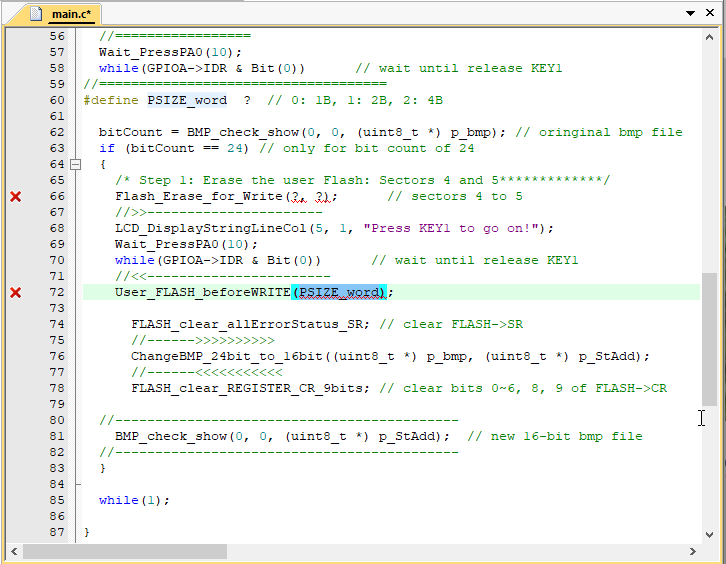 main.c*
56 //=================
57 Wait_PressPA0(10);
58 while(GPIOA->IDR & Bit(0)) // wait until release KEY1
59 //====================================
60 #define PSIZE_word ? // 0: 1B, 1: 2B, 2: 4B
61
62 bitCount = BMP_check_show(0, 0, (uint8_t *) p_bmp); // oringinal bmp file
63 if (bitCount == 24) // only for bit count of 24
64 {
65 /* Step 1: Erase the user Flash: Sectors 4 and 5*************/
66 Flash_Erase_for_Write(?, ?); // sectors 4 to 5
67 //>>----------------------
68 LCD_DisplayStringLineCol(5, 1, "Press KEY1 to go on!");
69 Wait_PressPA0(10);
70 while(GPIOA->IDR & Bit(0)) // wait until release KEY1
71 //<<-----------------------
72 User_FLASH_beforeWRITE(PSIZE_word);
73
74 FLASH_clear_allErrorStatus_SR; // clear FLASH->SR
75 //------>>>>>>>>>>
76 ChangeBMP_24bit_to_16bit((uint8_t *) p_bmp, (uint8_t *) p_StAdd);
77 //------<<<<<<<<<<<
78 FLASH_clear_REGISTER_CR_9bits; // clear bits 0~6, 8, 9 of FLASH->CR
79
80 //-------------------------------------------
81 BMP_check_show(0, 0, (uint8_t *) p_StAdd); // new 16-bit bmp file
82 //-------------------------------------------
83 }
84
85 while(1);
86
87 }